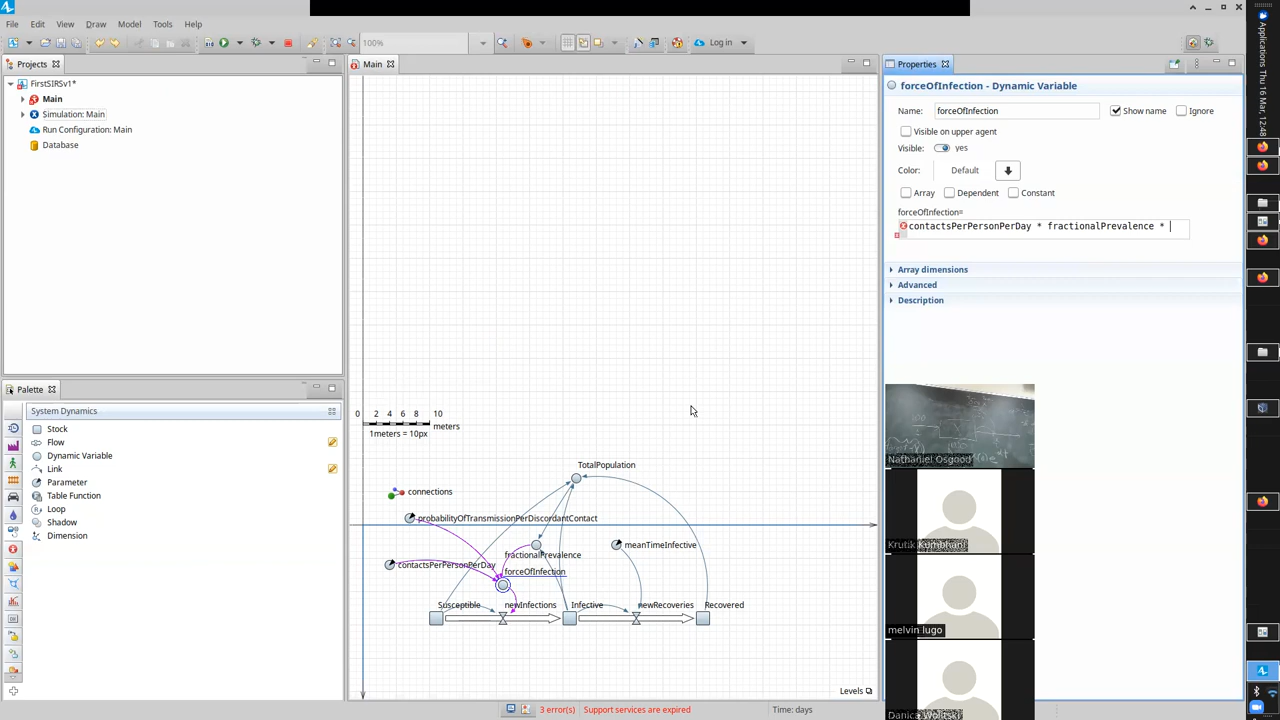 File Edit View Draw Model Tools Help
100%
Log in
Projects
Main
Properties
FirstSIRSv1*
Main
Simulation: Main
Run Configuration: Main
Database
forceOfInfection - Dynamic Variable
Name: forceOfInfection Show name Ignore
Visible on upper agent
Visible: yes
Color: Default
Array Dependent Constant
forceOfInfection=
contactsPerPersonPerDay * fractionalPrevalence *
Array dimensions
Advanced
Description
Palette
System Dynamics
Stock
Flow
Dynamic Variable
Link
Parameter
Table Function
Event
Loop
Shadow
Dimension
0 2 4 6 8 10
meters
1meters = 10px
TotalPopulation
connections
probabilityOfTransmissionPerDiscordantContact
meanTimeInfective
fractionalPrevalence
contactsPerPersonPerDay
forceOfInfection
Susceptible newInfections Infective newRecoveries Recovered
Levels
3 error(s) Support services are expired Time: days
Nathaniel Osgood
Krutik Kumbhan
melvin lugo
Danica Wolitski
Applications Thu 16 Mar, 12:48